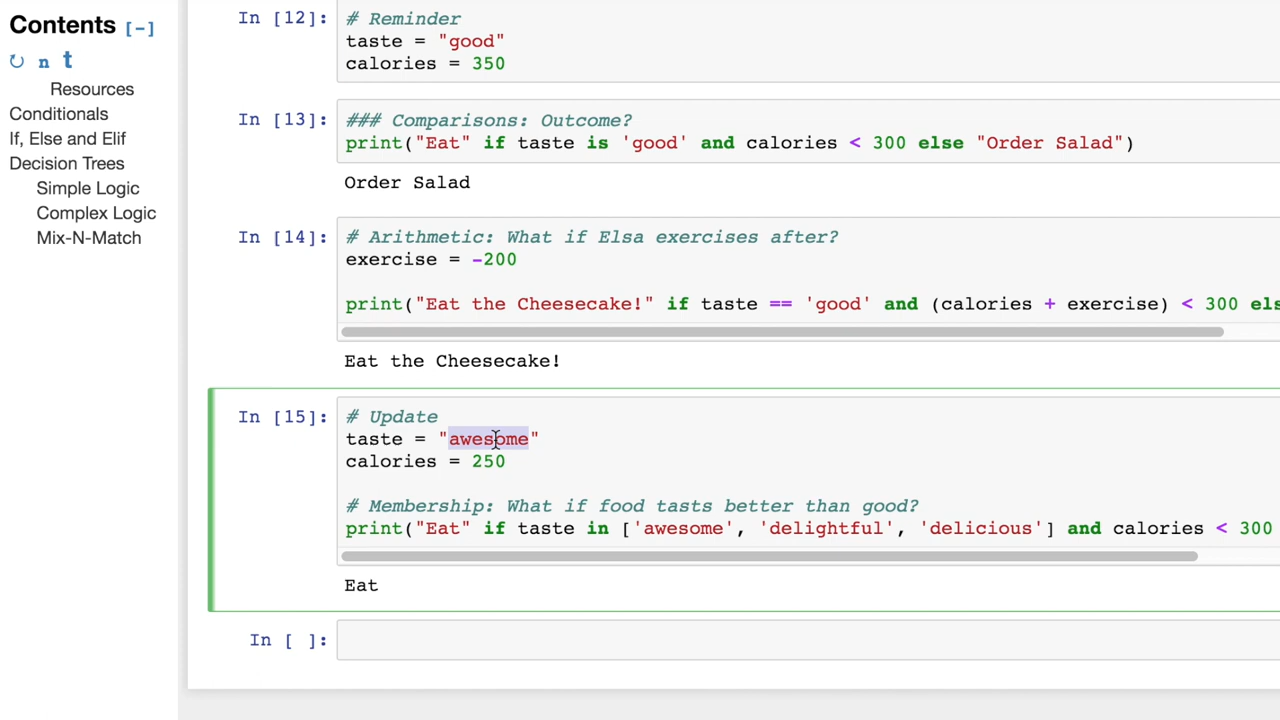 Contents [-]
n t
Resources
Conditionals
If, Else and Elif
Decision Trees
Simple Logic
Complex Logic
Mix-N-Match
In [12]:
# Reminder
taste = "good"
calories = 350
In [13]:
### Comparisons: Outcome?
print("Eat" if taste is 'good' and calories < 300 else "Order Salad")
Order Salad
In [14]:
# Arithmetic: What if Elsa exercises after?
exercise = -200
print("Eat the Cheesecake!" if taste == 'good' and (calories + exercise) < 300 els
Eat the Cheesecake!
In [15]:
# Update
taste = "awesome"
calories = 250
# Membership: What if food tastes better than good?
print("Eat" if taste in ['awesome', 'delightful', 'delicious'] and calories < 300
Eat
In [ ]: